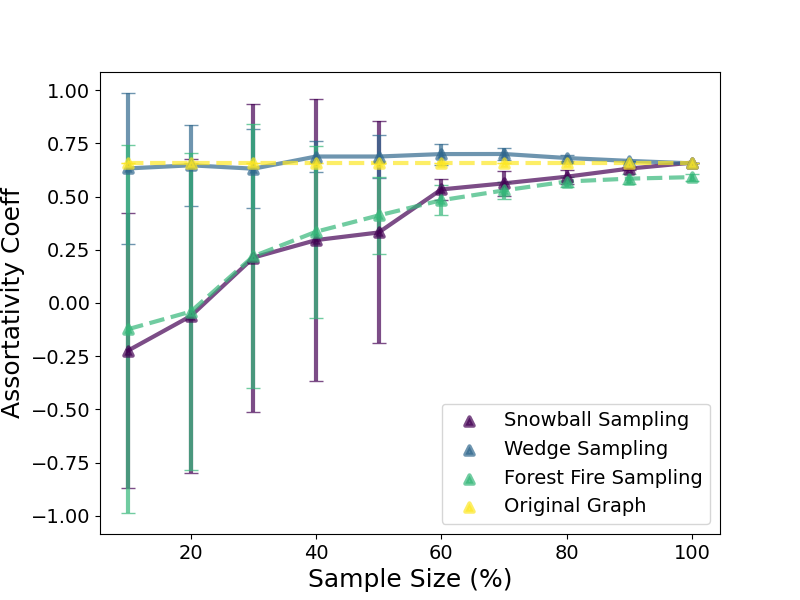 1.00
0.75
0.50
0.25
0.00
−0.25
−0.50
−0.75
−1.00
Assortativity Coeff
20 40 60 80 100
Sample Size (%)
Snowball Sampling
Wedge Sampling
Forest Fire Sampling
Original Graph